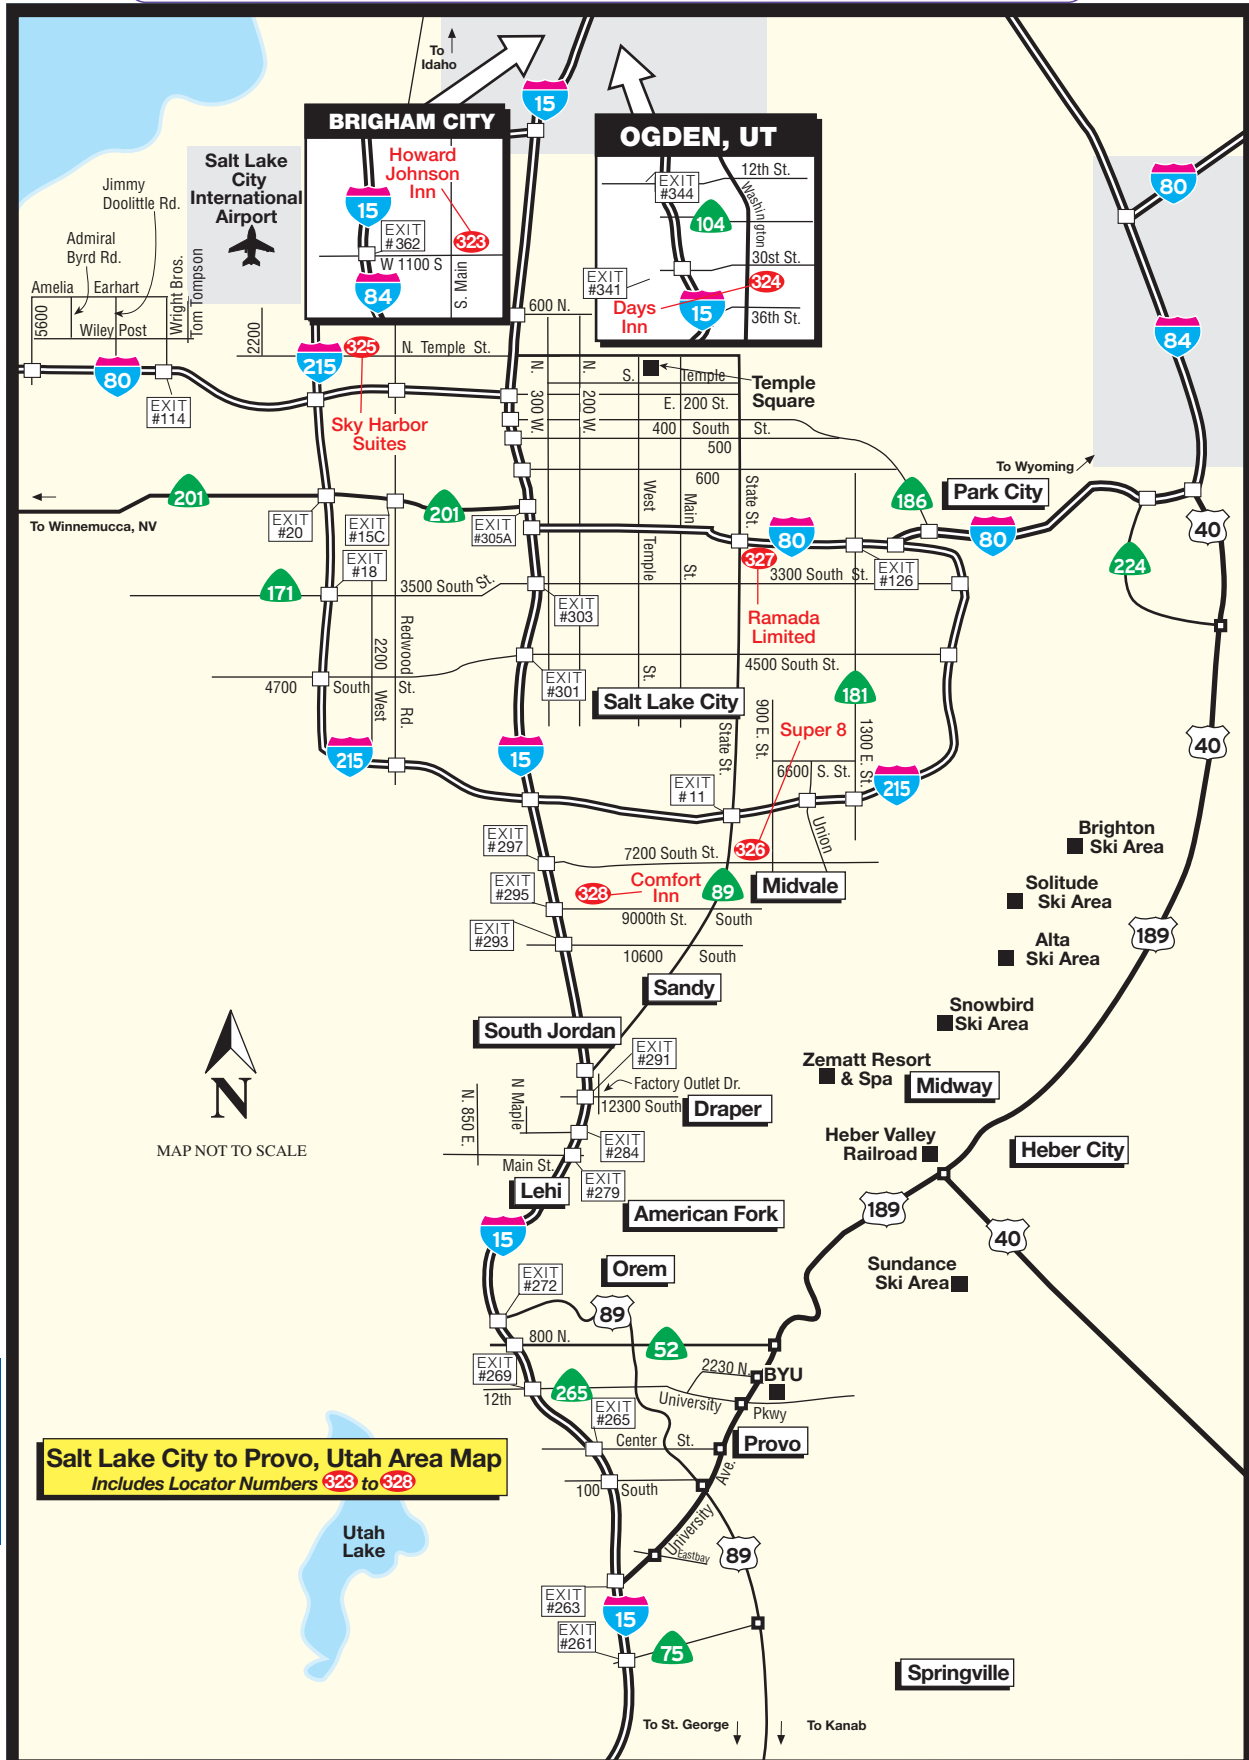 To
Idaho
15
BRIGHAM CITY
Howard
Johnson
Inn
15
EXIT
#362
323
W 1100 S
S. Main
84
OGDEN, UT
12th St.
EXIT
#344
Washington
104
30st St.
EXIT
#341
324
Days
Inn
15
36th St.
80
84
Salt Lake
City
International
Airport
Jimmy
Doolittle Rd.
Admiral
Byrd Rd.
Amelia Earhart
5600
Wiley Post
Wright Bros.
Tom Tompson
2200
600 N.
325
N. Temple St.
215
80
EXIT
#114
Sky Harbor
Suites
N. 300 W.
N. 200 W.
S. Temple
Temple
Square
E. 200 St.
400 South St.
500
600
To Wyoming
Park City
186
201
201
To Winnemucca, NV
EXIT
#20
EXIT
#15C
EXIT
#305A
West Temple St.
Main St.
State St.
80
80
40
224
327
EXIT
#18
171
3500 South St.
3300 South St.
EXIT
#126
EXIT
#303
Ramada
Limited
2200 West
Redwood Rd.
4500 South St.
4700 South St.
EXIT
#301
Salt Lake City
181
900 E. St.
1300 E. St.
State St.
Super 8
215
15
40
6600 S. St.
215
EXIT
#11
Union
EXIT
#297
7200 South St.
326
Brighton
Ski Area
EXIT
#295
328
Comfort
Inn
89
Midvale
Solitude
Ski Area
9000th St. South
EXIT
#293
189
Alta
Ski Area
10600 South
Sandy
Snowbird
Ski Area
South Jordan
EXIT
#291
Zematt Resort
& Spa
Midway
N
MAP NOT TO SCALE
Factory Outlet Dr.
N. 850 E.
N Maple
12300 South
Draper
Heber Valley
Railroad
Heber City
EXIT
#284
Main St.
EXIT
#279
Lehi
American Fork
189
15
40
Sundance
Ski Area
Orem
EXIT
#272
89
800 N.
52
EXIT
#269
2230 N.
BYU
12th
265
University
Pkwy
EXIT
#265
Center St.
Provo
Salt Lake City to Provo, Utah Area Map
Includes Locator Numbers 323 to 328
100 South
University Ave.
Utah
Lake
Eastbay
89
EXIT
#263
15
EXIT
#261
75
Springville
To St. George
To Kanab